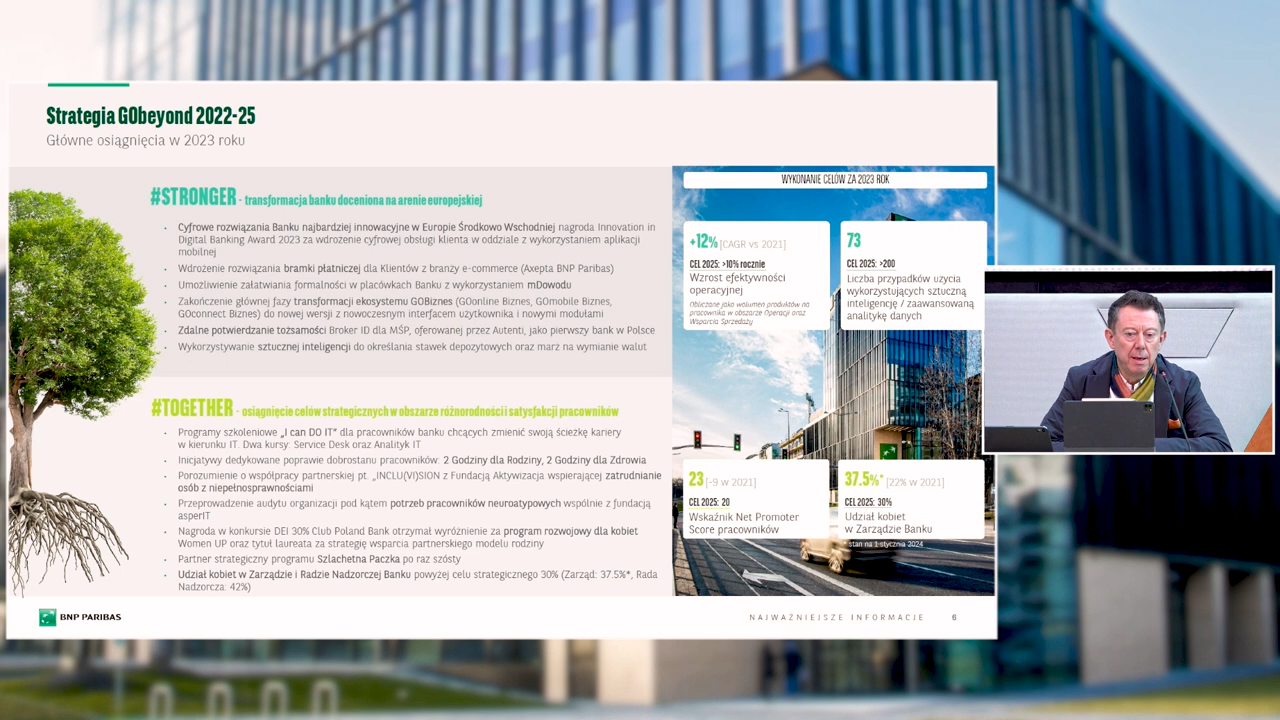 Strategia GObeyond 2022-25
Główne osiągnięcia w 2023 roku
#STRONGER - transformacja banku doceniona na arenie europejskiej
• Cyfrowe rozwiązania Banku najbardziej innowacyjne w Europie Środkowo Wschodniej nagroda Innovation in
Digital Banking Award 2023 za wdrożenie cyfrowej obsługi klienta w oddziale z wykorzystaniem aplikacji
mobilnej
• Wdrożenie rozwiązania bramki płatniczej dla Klientów z branży e-commerce (Axepta BNP Paribas)
• Umożliwienie załatwiania formalności w placówkach Banku z wykorzystaniem mDowodu
• Zakończenie kolejnej fazy transformacji ekosystemu GOBiznes (GOonline Biznes, GOmobile Biznes,
GOconnect Biznes) do nowej wersji z nowoczesnym interfacem użytkownika i nowymi modułami
• Zdalne potwierdzanie tożsamości Broker ID dla MŚP, oferowanej przez Autenti, jako pierwszy bank w Polsce
• Wykorzystywanie sztucznej inteligencji do określania stawek depozytowych oraz marż na wymianie walut
#TOGETHER - osiągnięcie celów strategicznych w obszarze różnorodności i satysfakcji pracowników
• Programy szkoleniowe „I can DO IT” dla pracowników banku chcących zmienić swoją ścieżkę kariery
w kierunku IT. Dwa kursy: Service Desk oraz Analityk IT
• Inicjatywy dedykowane poprawie dobrostanu pracowników 2 Godziny dla Rodziny, 2 Godziny dla Zdrowia
• Porozumienie o współpracy partnerskiej pt. „INCLU(VI)SION z Fundacją Aktywizacja wspierającej zatrudnianie
osób z niepełnosprawnościami
• Przeprowadzenie audytu organizacji pod kątem potrzeb pracowników neuroatypowych wspólnie z fundacją
asperIT
• Nagroda w konkursie DEI 30% Club Poland Bank otrzymał wyróżnienie za program rozwojowy dla kobiet
Women UP oraz tytuł laureata za strategię wsparcia partnerskiego modelu rodziny
• Partner strategiczny programu Szlachetna Paczka po raz szósty
• Udział kobiet w Zarządzie i Radzie Nadzorczej Banku powyżej celu strategicznego 30% (Zarząd: 37.5%*, Rada
Nadzorcza: 42%)
WYKONANIE CELÓW ZA 2023 ROK
+12% [CAGR vs 2021]
CEL 2025: >10% rocznie
Wzrost efektywności
operacyjnej
Obliczane jako wolumen produktów na
pracownika w obszarze Operacji oraz
Wsparcia Sprzedaży
73
CEL 2025: >200
Liczba przypadków użycia
wykorzystujących sztuczną
inteligencję / zaawansowaną
analitykę danych
23 [-9 w 2021]
CEL 2025: 20
Wskaźnik Net Promoter
Score pracowników
37.5%* [22% w 2021]
CEL 2025: 30%
Udział kobiet
w Zarządzie Banku
* stan na 1 stycznia 2024
BNP PARIBAS
NAJWAŻNIEJSZE INFORMACJE 6